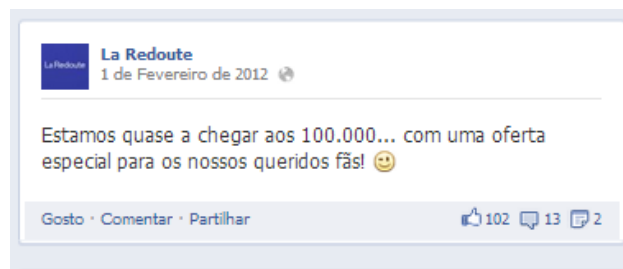 La Redoute
La Redoute
1 de Fevereiro de 2012
Estamos quase a chegar aos 100.000... com uma oferta
especial para os nossos queridos fãs!
Gosto · Comentar · Partilhar 102 13 2